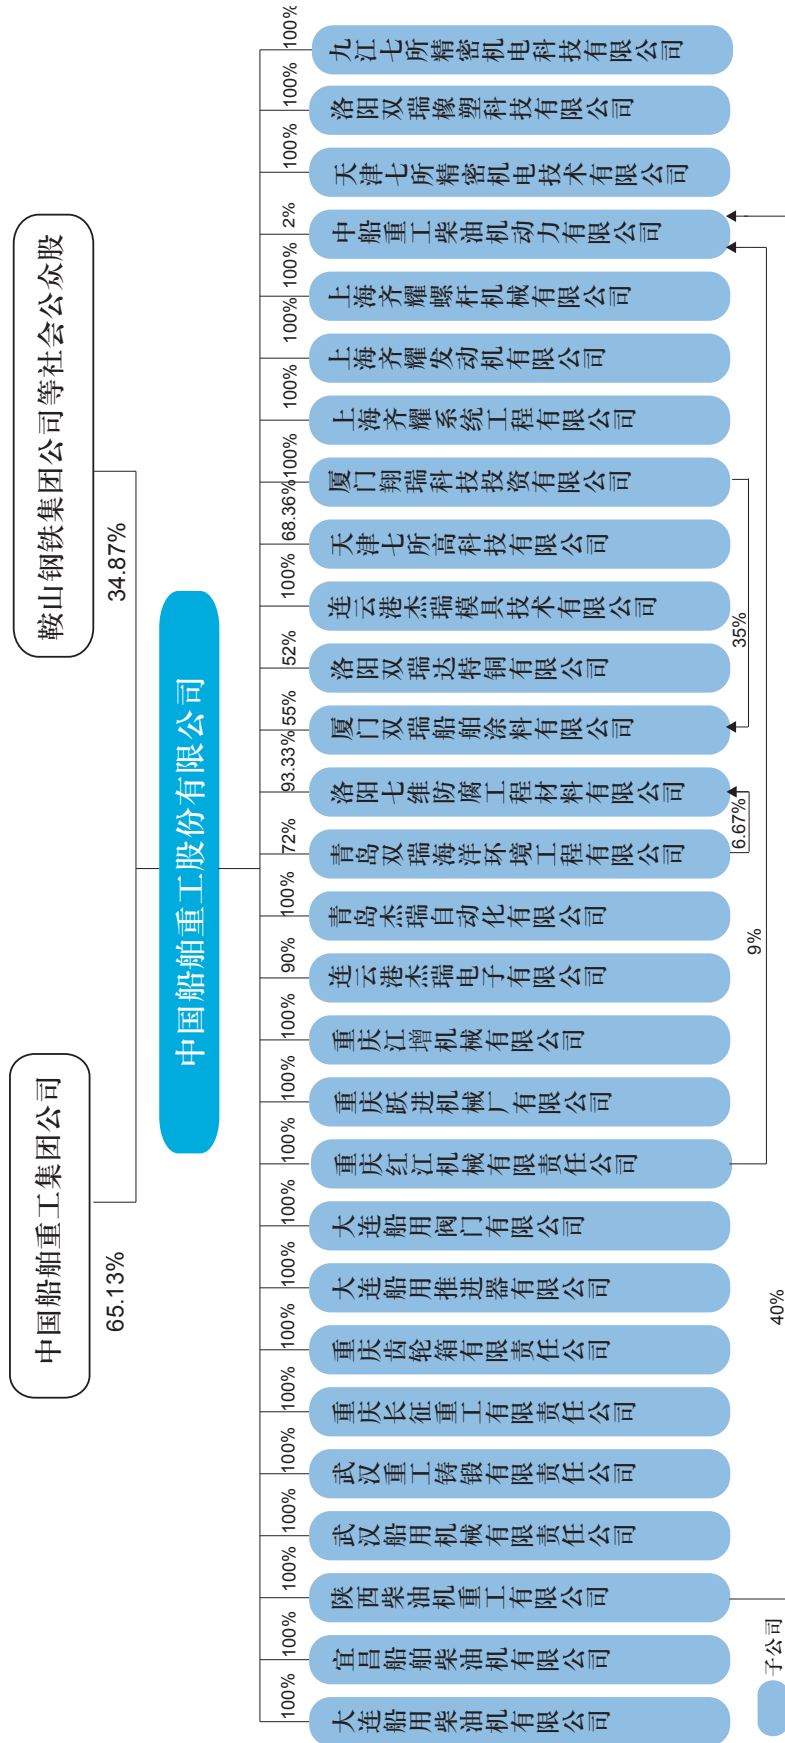 中国船舶重工集团公司
鞍山钢铁集团公司等社会公众股
65.13%
34.87%
中国船舶重工股份有限公司
100%
100%
100%
100%
100%
100%
100%
100%
100%
100%
100%
100%
90%
100%
72%
93.33%
55%
52%
100%
68.36%
100%
100%
100%
100%
2%
100%
100%
100%
大连船用柴油机有限公司
宜昌船舶柴油机有限公司
陕西柴油机重工有限公司
武汉船用机械有限责任公司
武汉重工铸锻有限责任公司
重庆长征重工有限责任公司
重庆齿轮箱有限责任公司
大连船用推进器有限公司
大连船用阀门有限公司
重庆红江机械有限责任公司
重庆跃进机械厂有限公司
重庆江增机械有限公司
连云港杰瑞电子有限公司
青岛杰瑞自动化有限公司
青岛双瑞海洋环境工程有限公司
洛阳七维防腐工程材料有限公司
厦门双瑞船舶涂料有限公司
洛阳双瑞达特铜有限公司
连云港杰瑞模具技术有限公司
天津七所高科技有限公司
厦门翔瑞科技投资有限公司
上海齐耀系统工程有限公司
上海齐耀发动机有限公司
上海齐耀螺杆机械有限公司
中船重工柴油机动力有限公司
天津七所精密机电技术有限公司
洛阳双瑞橡塑科技有限公司
九江七所精密机电科技有限公司
6.67%
35%
9%
40%
子公司